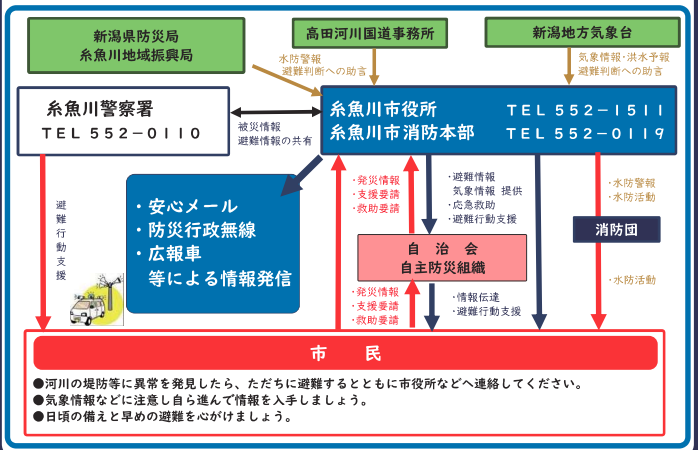 新潟県防災局
糸魚川地域振興局
高田河川国道事務所
新潟地方気象台
水防警報
避難判断への助言
気象情報・洪水予報
避難判断への助言
糸魚川警察署
TEL 552-0110
被災情報
避難情報の共有
糸魚川市役所 TEL 552-1511
糸魚川市消防本部 TEL 552-0119
避難行動支援
・安心メール
・防災行政無線
・広報車
等による情報発信
・発災情報
・支援要請
・救助要請
・避難情報
気象情報 提供
・応急救助
・避難行動支援
・水防警報
・水防活動
消防団
自治会
自主防災組織
・水防活動
・発災情報
・支援要請
・救助要請
・情報伝達
・避難行動支援
市 民
●河川の堤防等に異常を発見したら、ただちに避難するとともに市役所などへ連絡してください。
●気象情報などに注意し自ら進んで情報を入手しましょう。
●日頃の備えと早めの避難を心がけましょう。